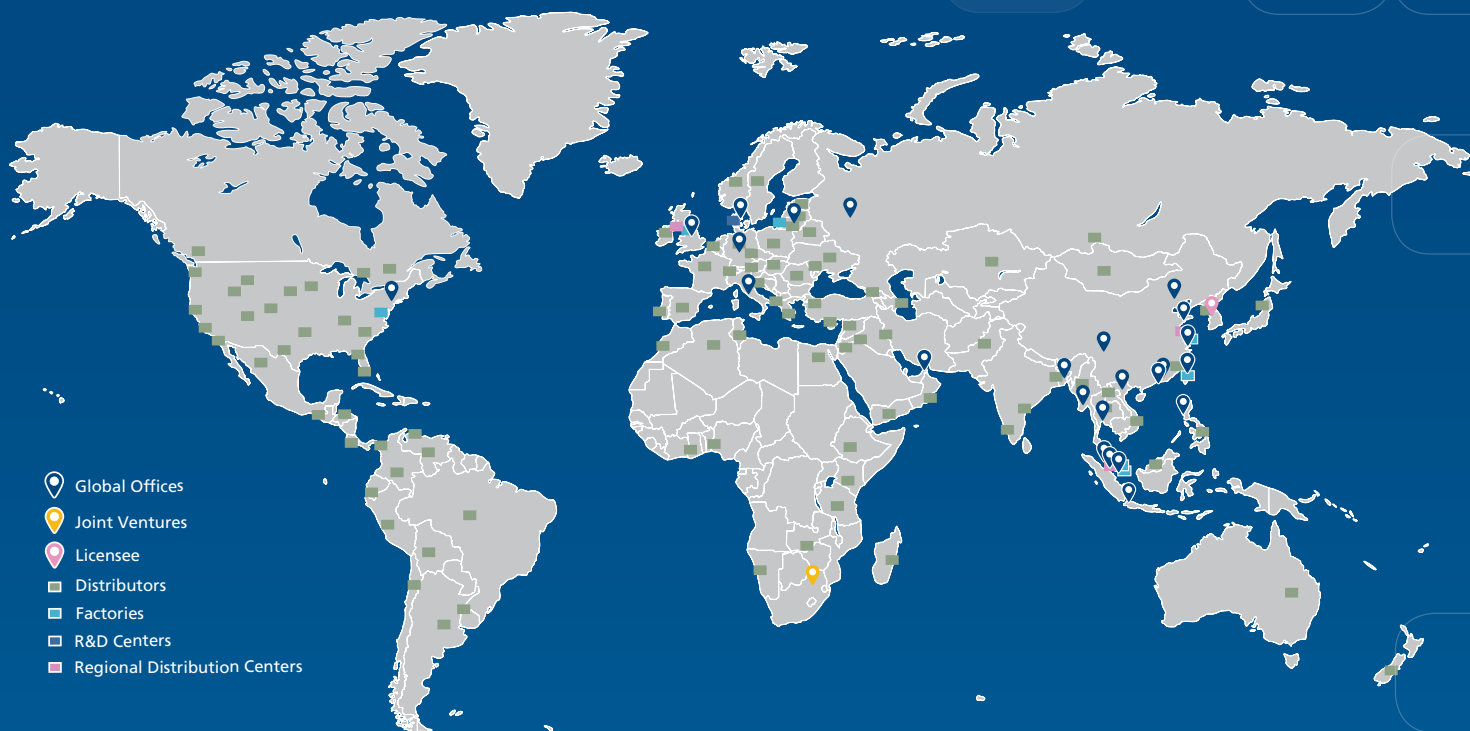 Global Offices
Joint Ventures
Licensee
Distributors
Factories
R&D Centers
Regional Distribution Centers